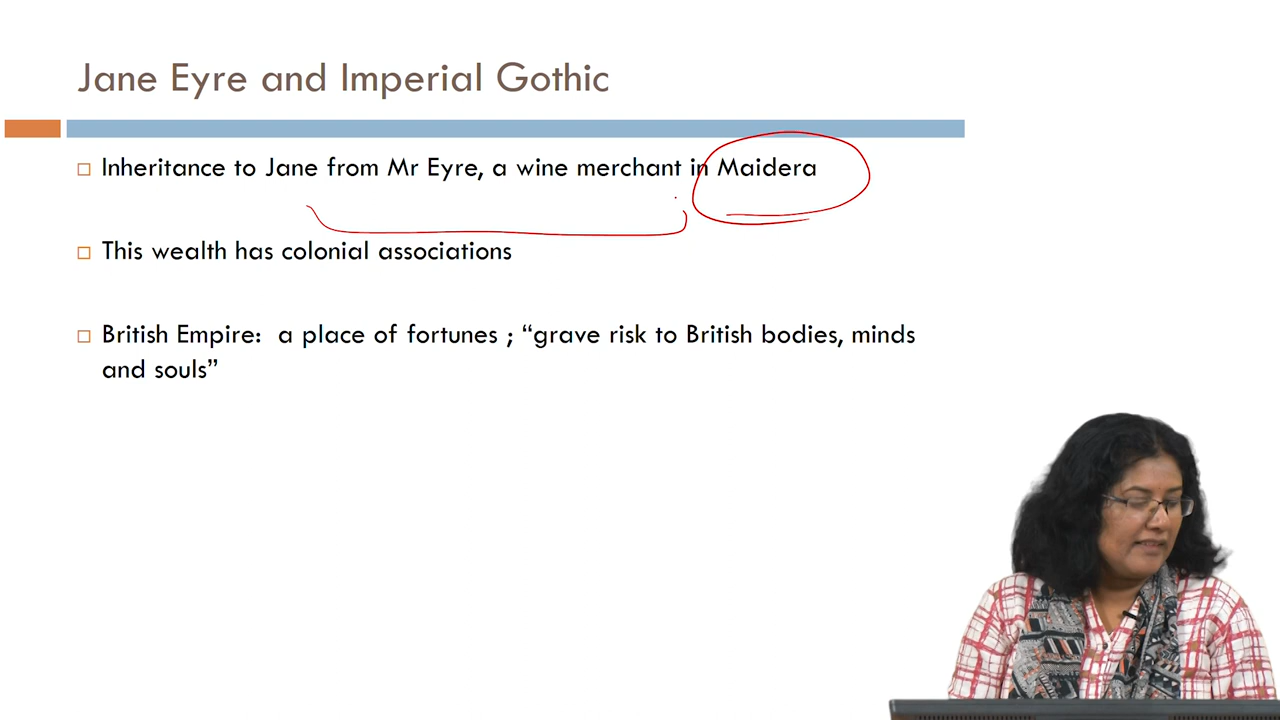 Jane Eyre and Imperial Gothic
Inheritance to Jane from Mr Eyre, a wine merchant in Maidera
This wealth has colonial associations
British Empire:  a place of fortunes ; “grave risk to British bodies, minds
and souls”